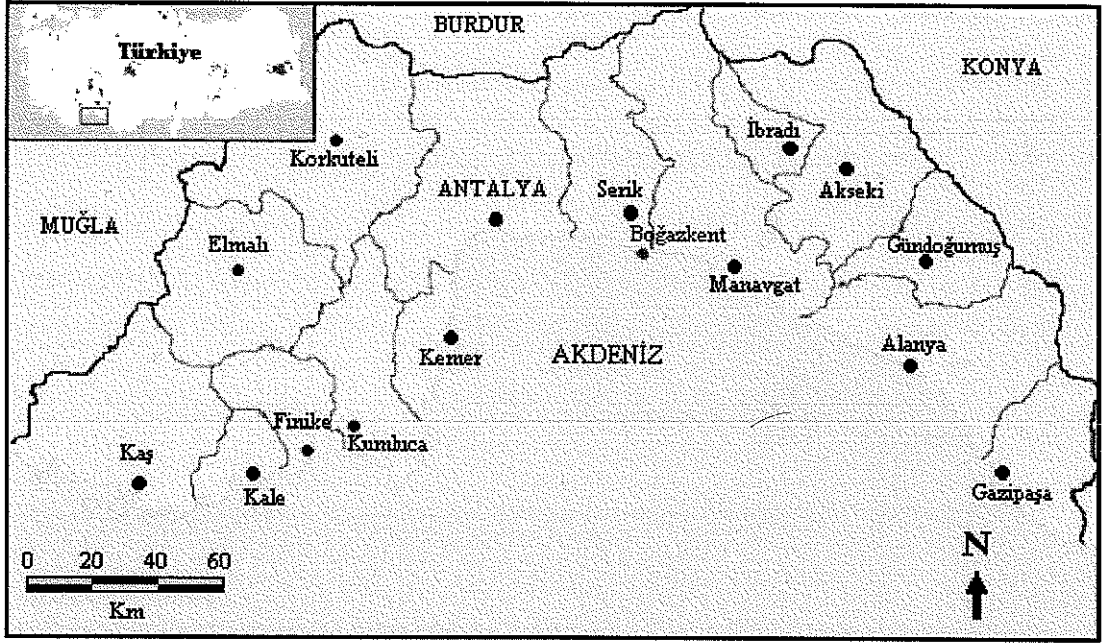 BURDUR
Türkiye
KONYA
İbradı
Korkuteli
Akseki
ANTALYA
Serik
MUĞLA
Elmalı
Boğazkent
Gündoğumuş
Manavgat
Kemer
AKDENİZ
Alanya
Finike
Kumluca
Kaş
Kale
Gazipaşa
N
0 20 40 60
Km